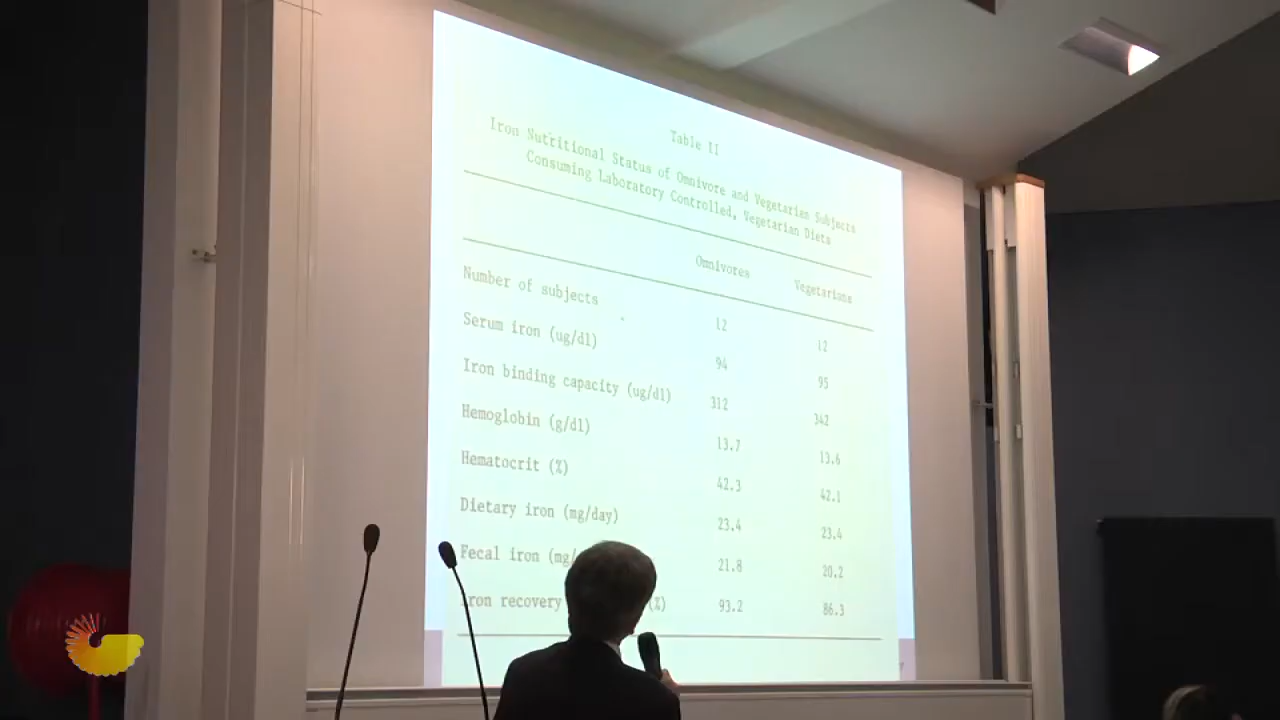 Table II
Iron Nutritional Status of Omnivore and Vegetarian Subjects
Consuming Laboratory Controlled, Vegetarian Diets
Omnivores Vegetarians
Number of subjects 12 12
Serum iron (ug/dl) 94 95
Iron binding capacity (ug/dl) 312 342
Hemoglobin (g/dl) 13.7 13.6
Hematocrit (%) 42.3 42.1
Dietary iron (mg/day) 23.4 23.4
Fecal iron (mg/ 21.8 20.2
Iron recovery (%) 93.2 86.3